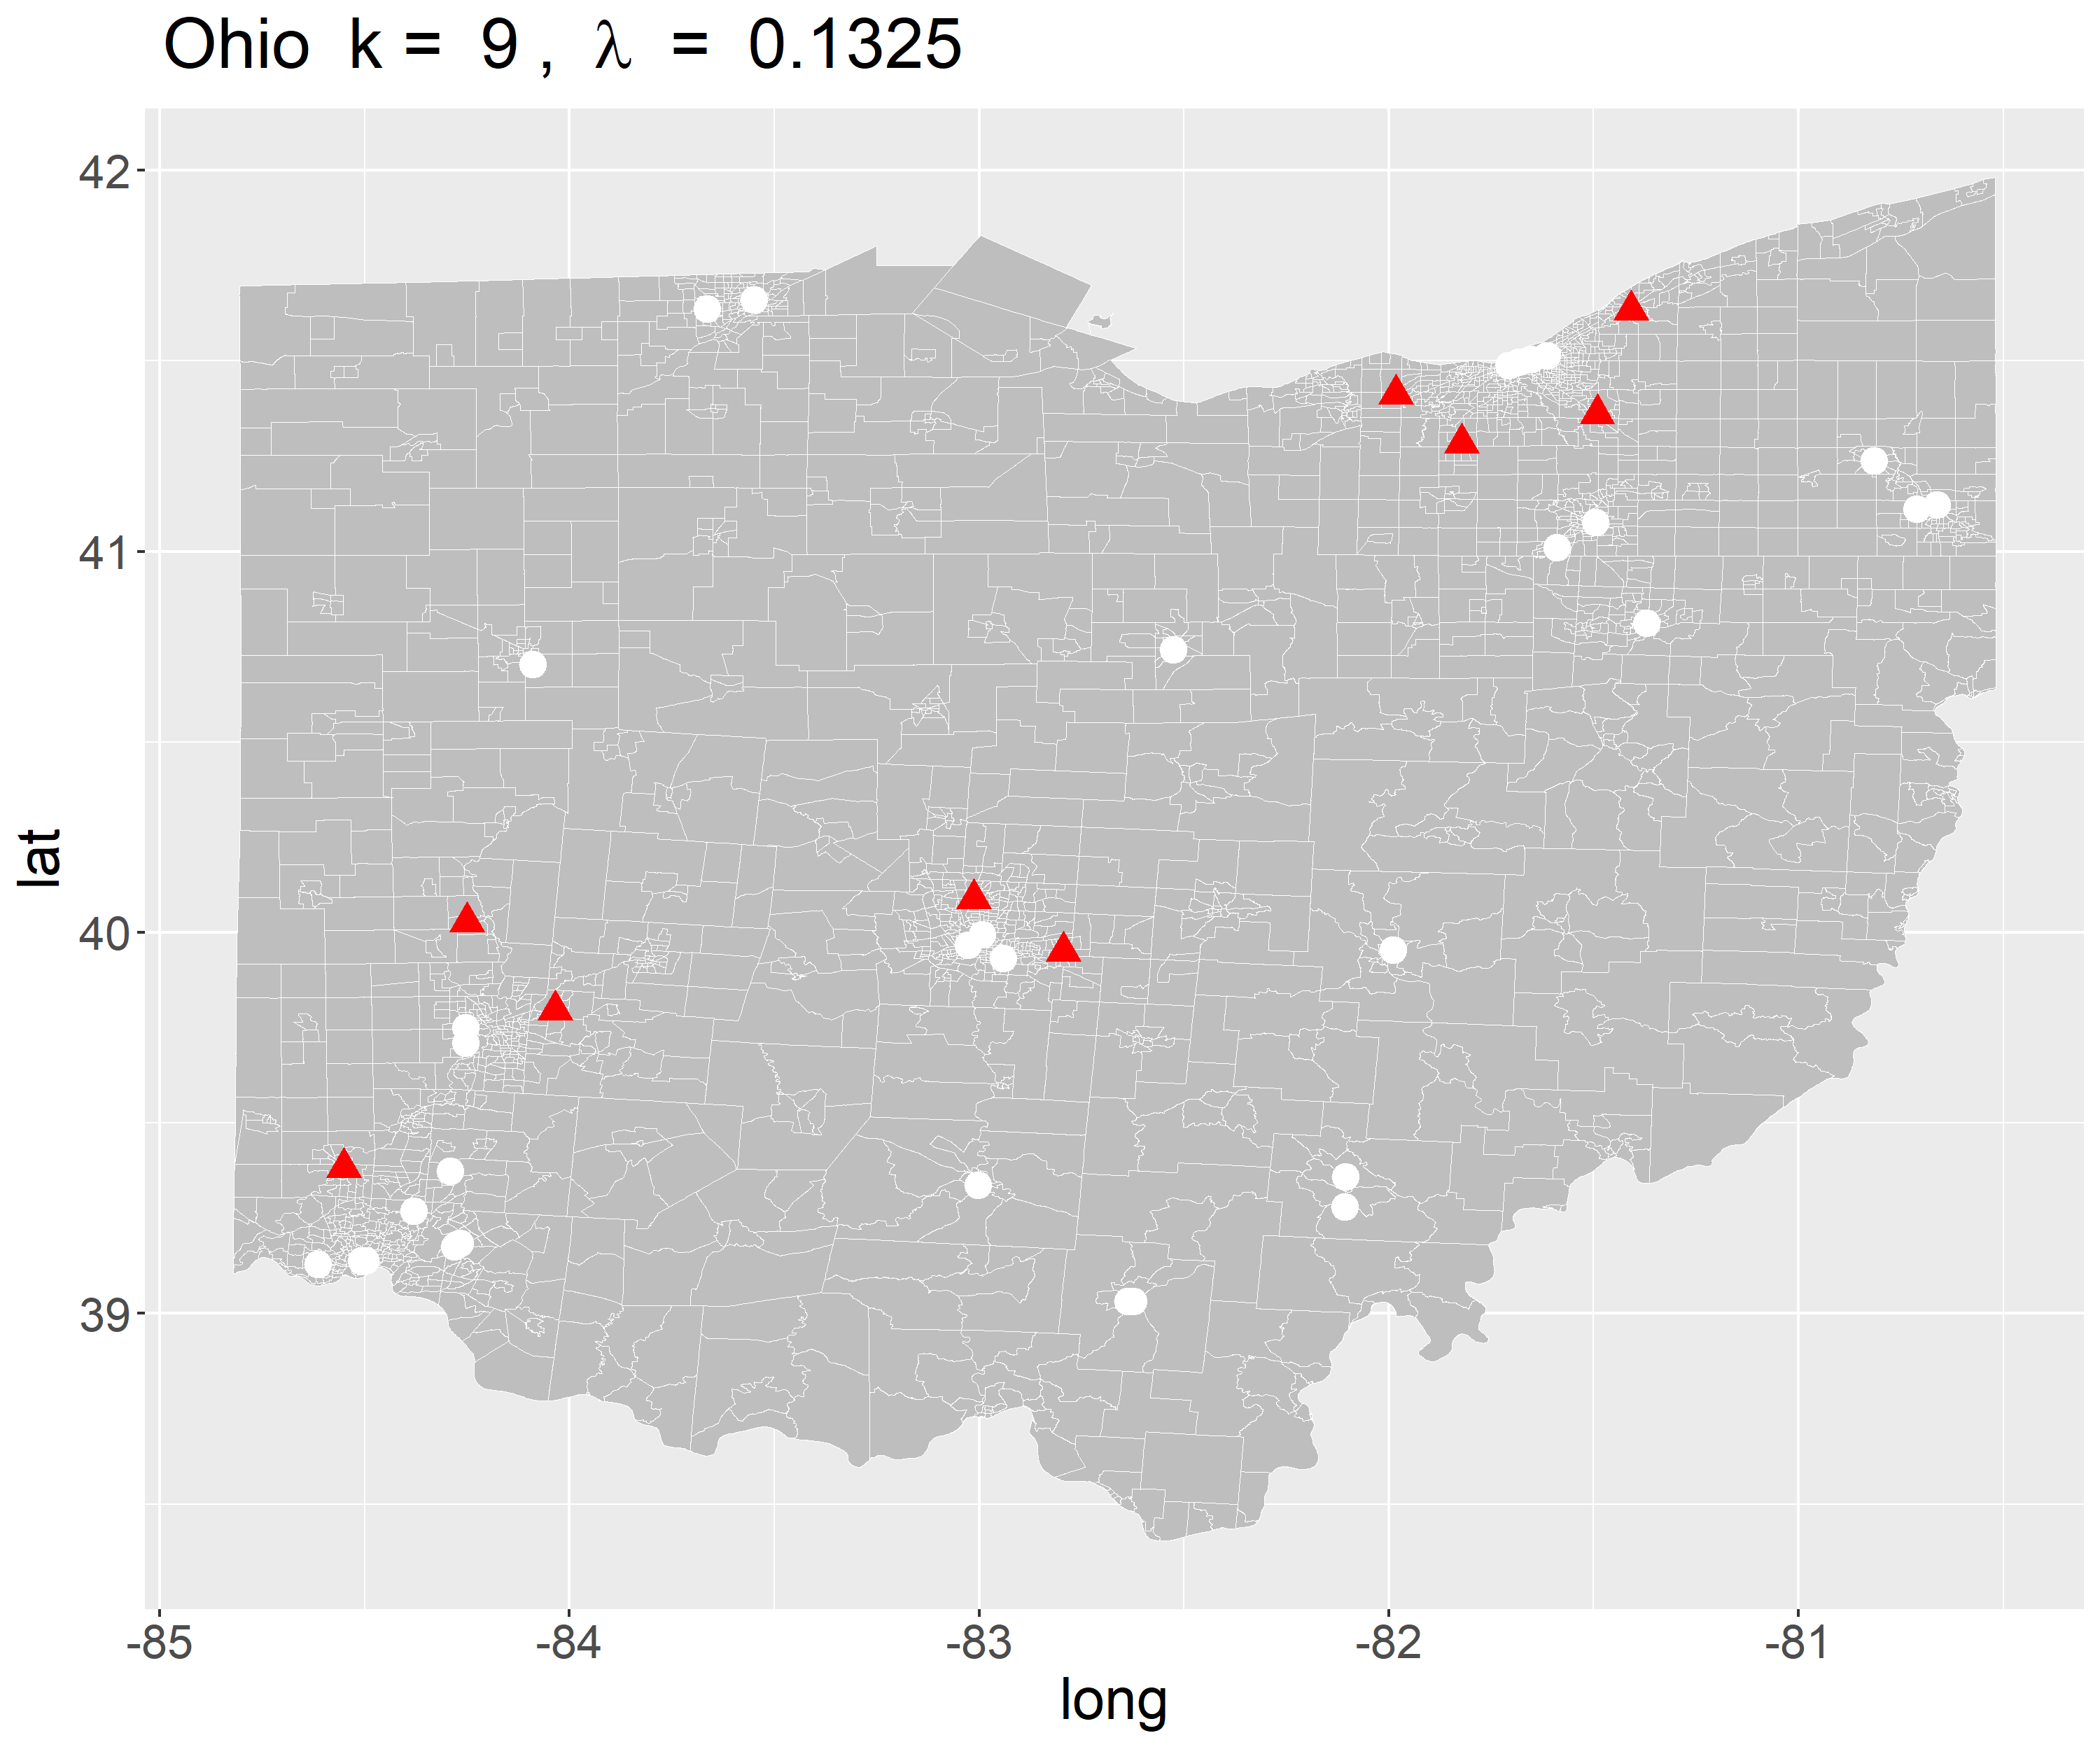 Ohio k = 9 , λ = 0.1325
42
41
40
39
lat
-85 -84 -83 -82 -81
long